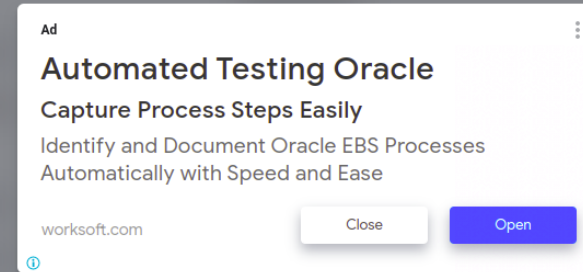 Ad
Automated Testing Oracle
Capture Process Steps Easily
Identify and Document Oracle EBS Processes
Automatically with Speed and Ease
worksoft.com
Close
Open